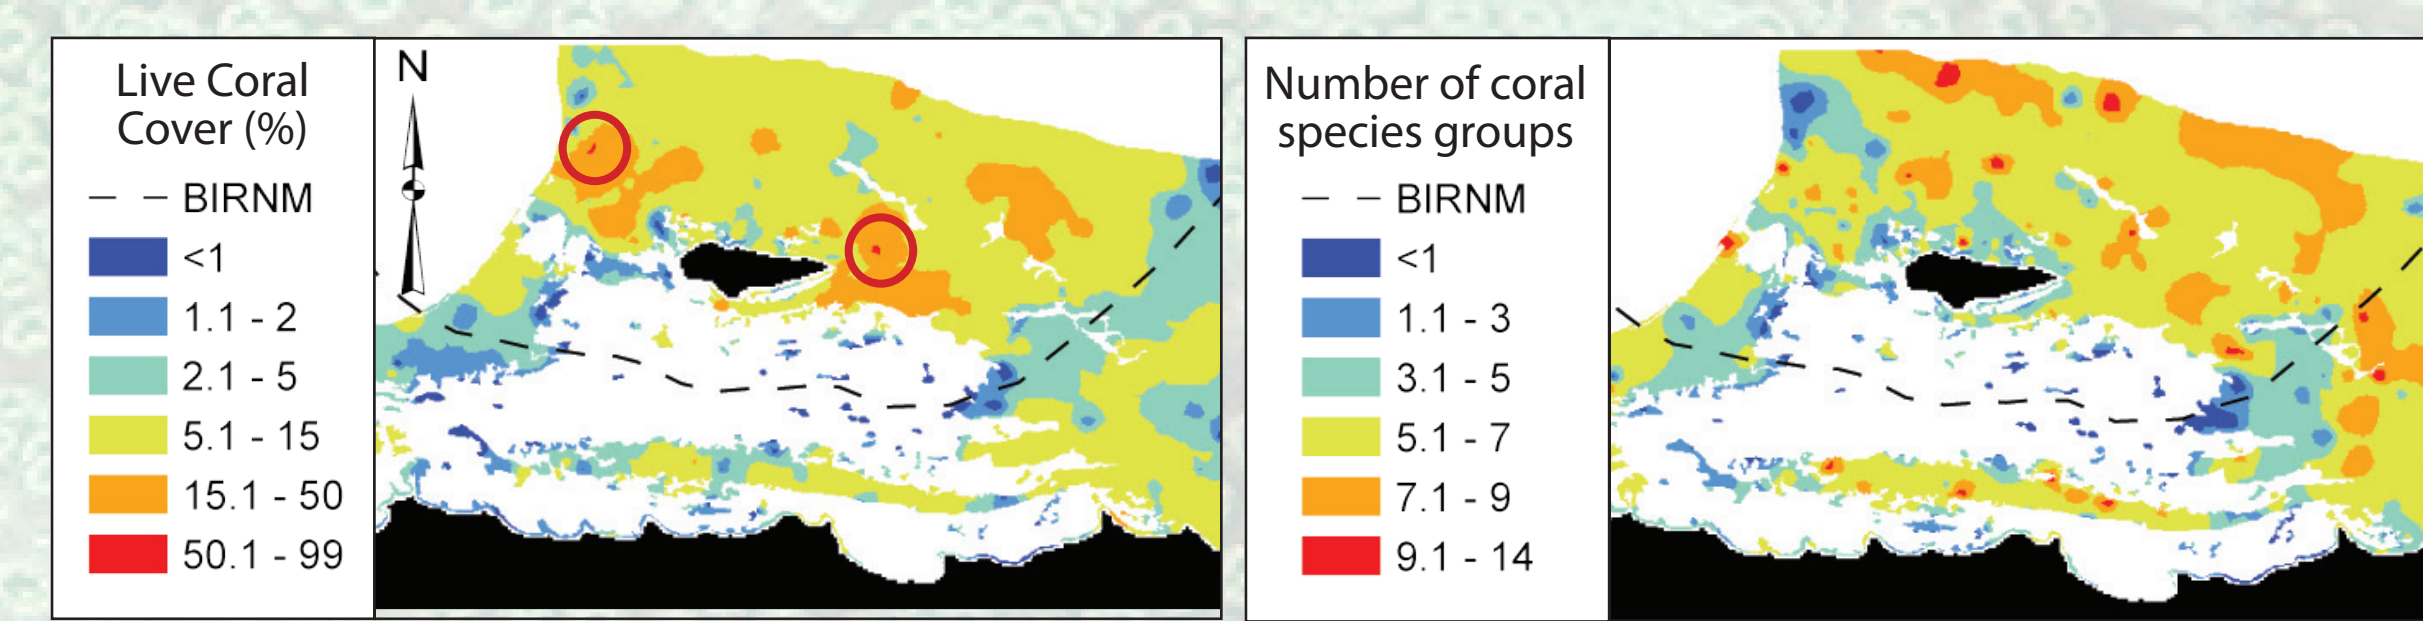 Live Coral
Cover (%)
BIRNM
<1
1.1 - 2
2.1 - 5
5.1 - 15
15.1 - 50
50.1 - 99
N
Number of coral
species groups
BIRNM
<1
1.1 - 3
3.1 - 5
5.1 - 7
7.1 - 9
9.1 - 14